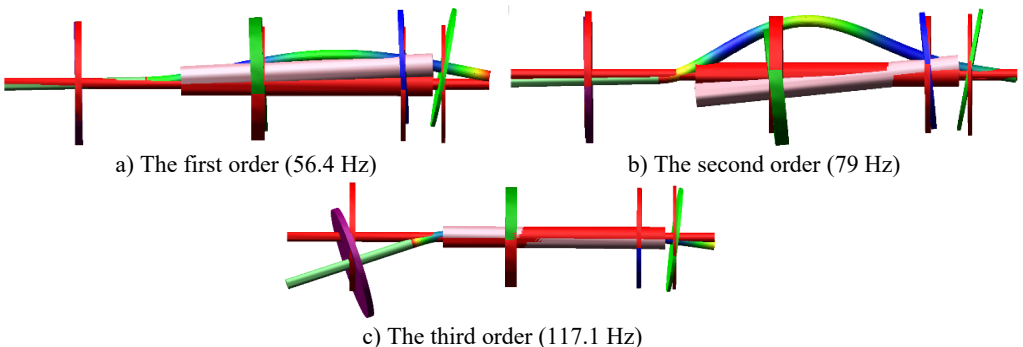 a) The first order (56.4 Hz)
b) The second order (79 Hz)
c) The third order (117.1 Hz)